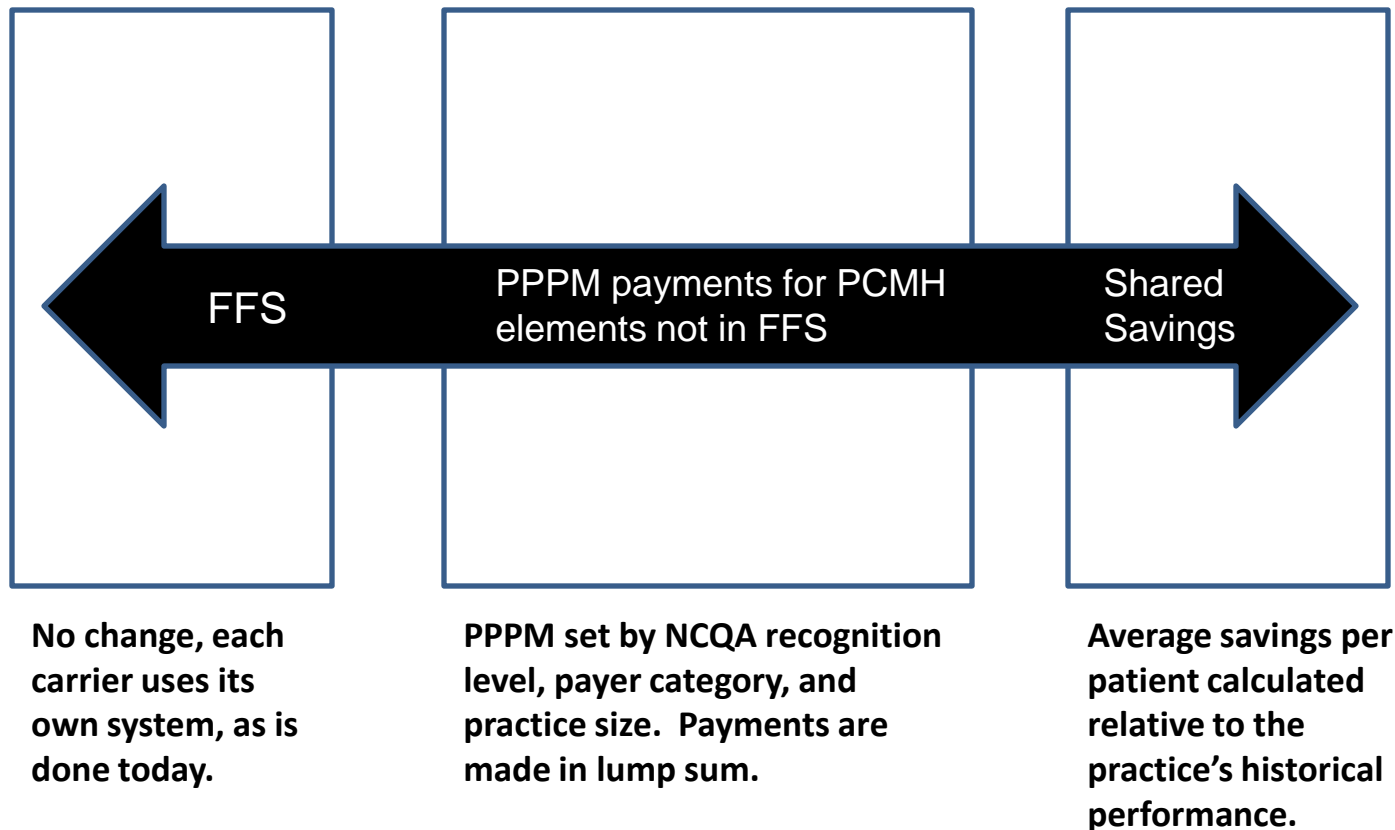 FFS
PPPM payments for PCMH
elements not in FFS
Shared
Savings
No change, each
carrier uses its
own system, as is
done today.
PPPM set by NCQA recognition
level, payer category, and
practice size.  Payments are
made in lump sum.
Average savings per
patient calculated
relative to the
practice’s historical
performance.